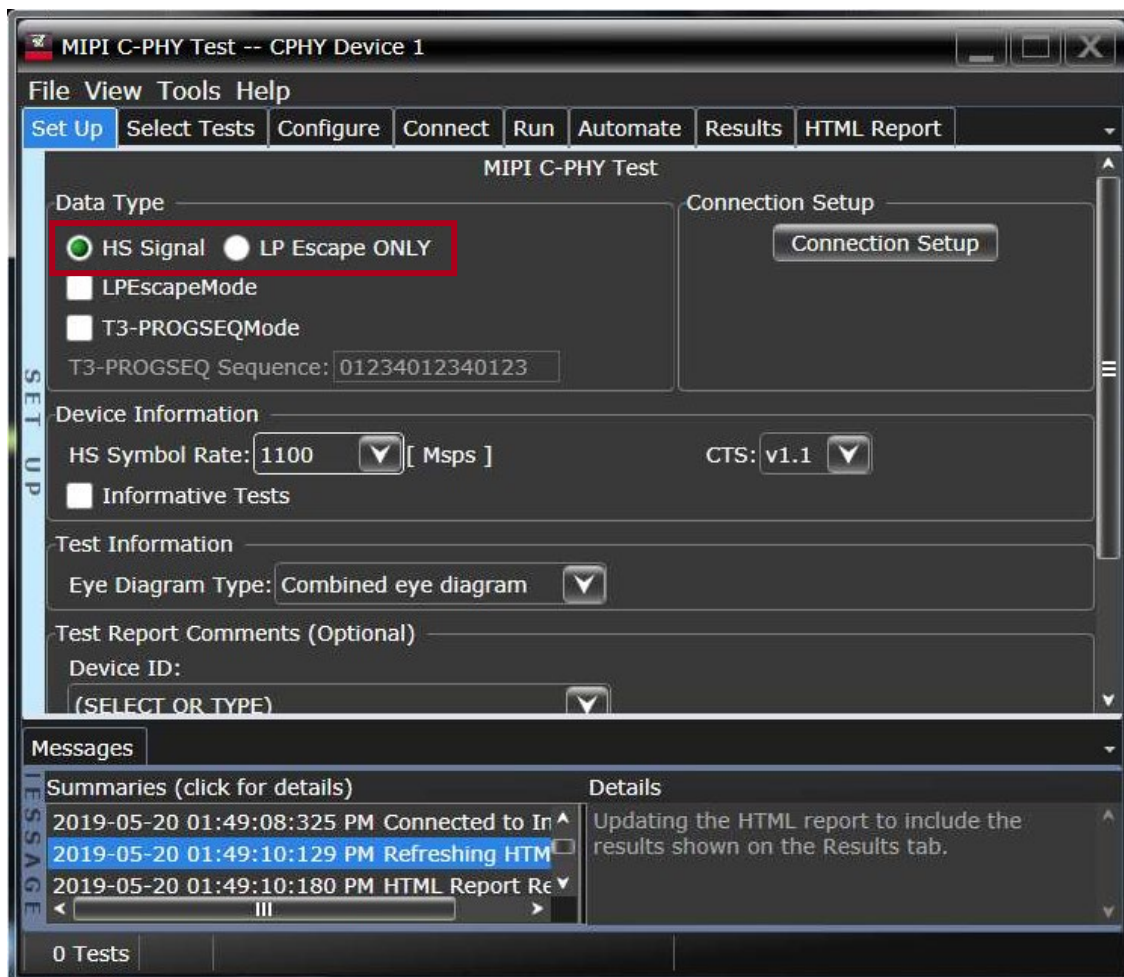 MIPI C-PHY Test -- CPHY Device 1
File View Tools Help
Set Up Select Tests Configure Connect Run Automate Results HTML Report
MIPI C-PHY Test
Data Type
Connection Setup
HS Signal LP Escape ONLY
Connection Setup
LPEscapeMode
T3-PROGSEQMode
T3-PROGSEQ Sequence: 01234012340123
SET UP
Device Information
HS Symbol Rate: 1100 [ Msps ] CTS: v1.1
Informative Tests
Test Information
Eye Diagram Type: Combined eye diagram
Test Report Comments (Optional)
Device ID:
(SELECT OR TYPE)
Messages
Summaries (click for details) Details
2019-05-20 01:49:08:325 PM Connected to
2019-05-20 01:49:10:129 PM Refreshing HTM
2019-05-20 01:49:10:180 PM HTML Report Re
Updating the HTML report to include the
results shown on the Results tab.
0 Tests